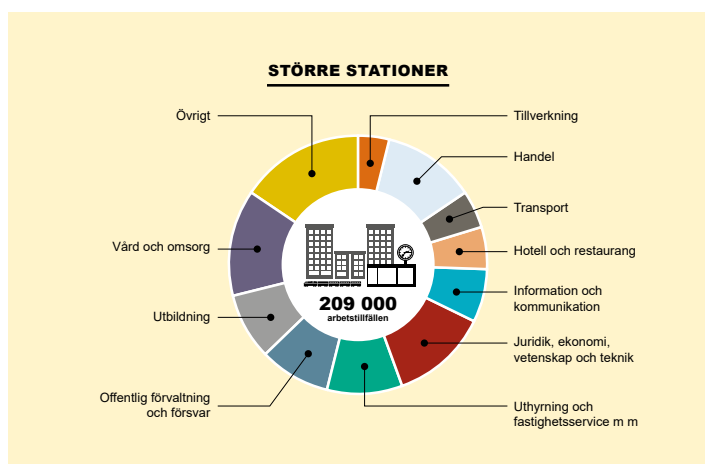 STÖRRE STATIONER
Övrigt
Tillverkning
Handel
Transport
Vård och omsorg
Hotell och restaurang
Information och
kommunikation
209 000
arbetstillfällen
Utbildning
Juridik, ekonomi,
vetenskap och teknik
Offentlig förvaltning
och försvar
Uthyrning och
fastighetsservice m m